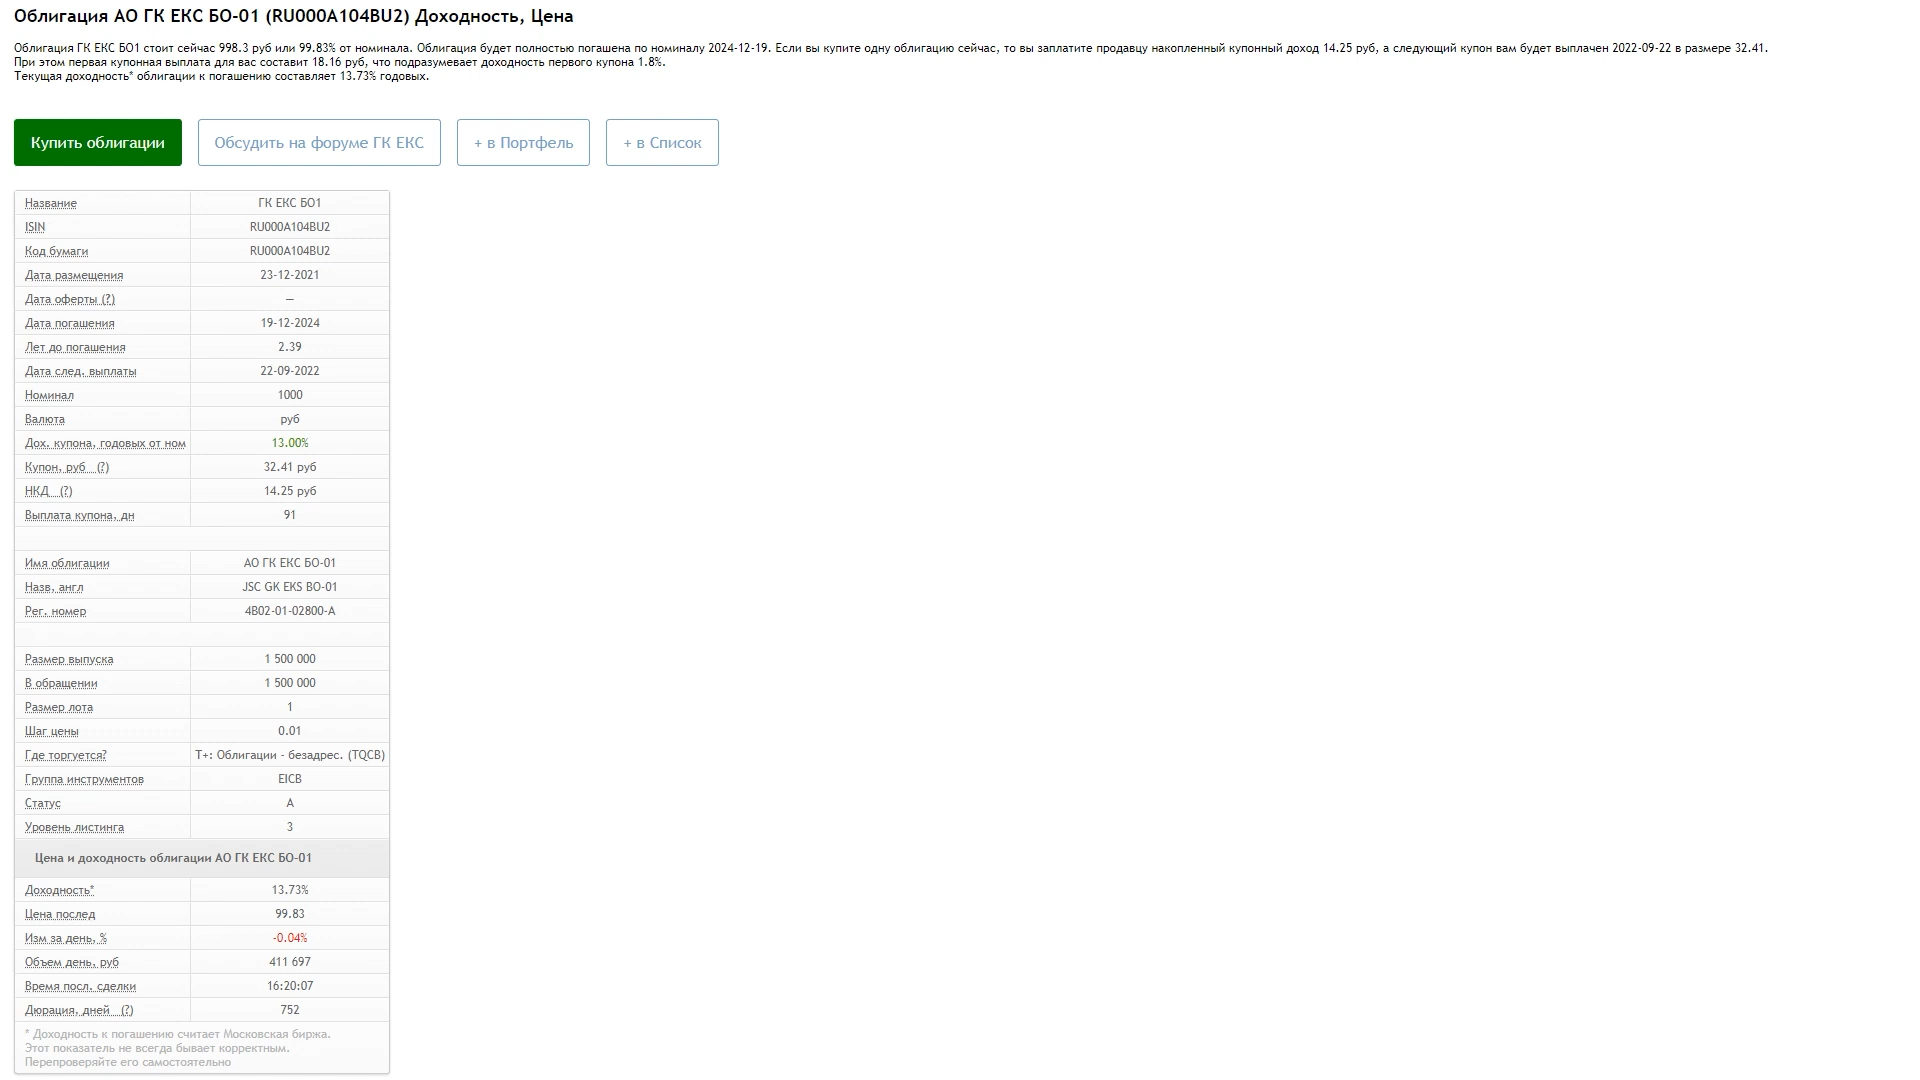 Облигация АО ГК ЕКС БО-01 (RU000A104BU2) Доходность, Цена
Облигация ГК ЕКС БО1 стоит сейчас 998.3 руб или 99.83% от номинала. Облигация будет полностью погашена по номиналу 2024-12-19. Если вы купите одну облигацию сейчас, то вы заплатите продавцу накопленный купонный доход 14.25 руб, а следующий купон вам будет выплачен 2022-09-22 в размере 32.41.
При этом первая купонная выплата для вас составит 18.16 руб, что подразумевает доходность первого купона 1.8%.
Текущая доходность* облигации к погашению составляет 13.73% годовых.
Купить облигации Обсудить на форуме ГК ЕКС + в Портфель + в Список
Название ГК ЕКС БО1
ISIN RU000A104BU2
Код бумаги RU000A104BU2
Дата размещения 23-12-2021
Дата оферты (?) —
Дата погашения 19-12-2024
Лет до погашения 2.39
Дата след. выплаты 22-09-2022
Номинал 1000
Валюта руб
Дох. купона, годовых от ном 13.00%
Купон, руб (?) 32.41 руб
НКД (?) 14.25 руб
Выплата купона, дн 91
Имя облигации АО ГК ЕКС БО-01
Назв, англ JSC GK EKS BO-01
Рег. номер 4B02-01-02800-A
Размер выпуска 1 500 000
В обращении 1 500 000
Размер лота 1
Шаг цены 0.01
Где торгуется? Т+: Облигации - безадрес. (TQCB)
Группа инструментов EICB
Статус A
Уровень листинга 3
Цена и доходность облигации АО ГК ЕКС БО-01
Доходность* 13.73%
Цена послед 99.83
Изм за день, % -0.04%
Объем день, руб 411 697
Время посл. сделки 16:20:07
Дюрация, дней (?) 752
* Доходность к погашению считает Московская биржа.
Этот показатель не всегда бывает корректным.
Перепроверяйте его самостоятельно